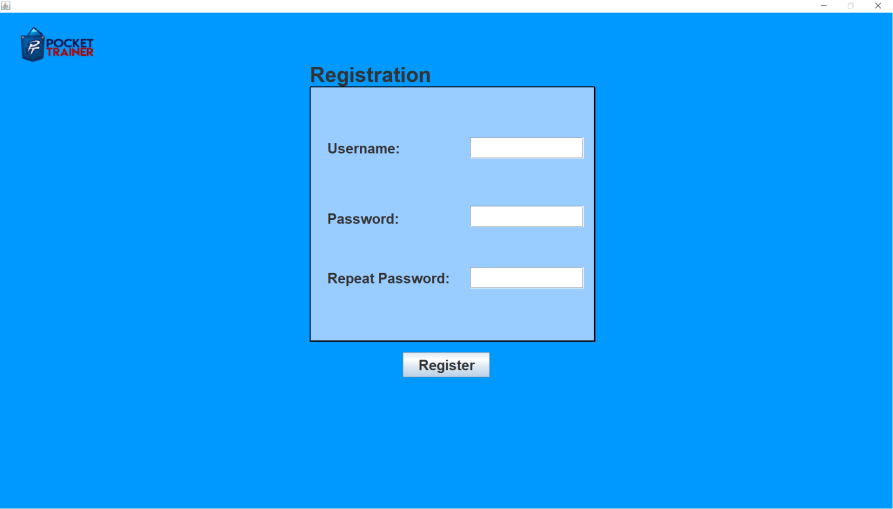 POCKET
TRAINER
Registration
Username:
Password:
Repeat Password:
Register